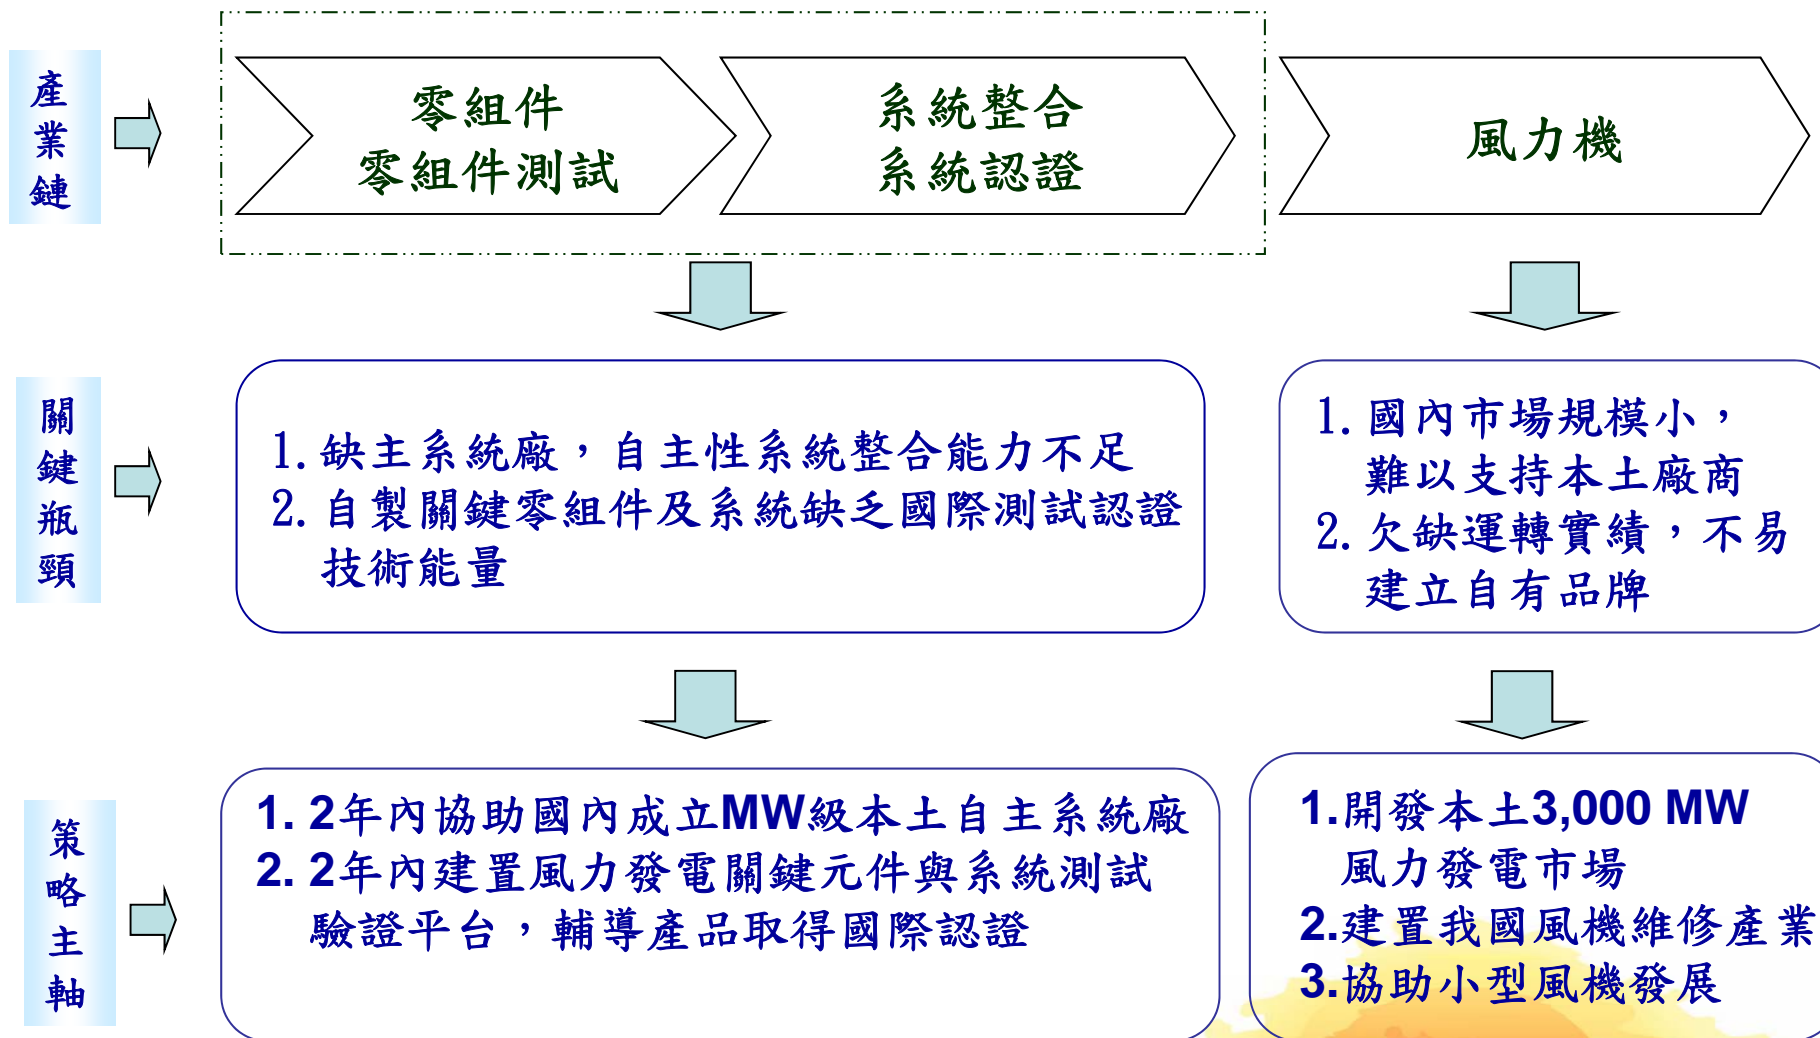 產業鏈
零組件
零組件測試
系統整合
系統認證
風力機
關鍵瓶頸
1. 缺主系統廠，自主性系統整合能力不足
2. 自製關鍵零組件及系統缺乏國際測試認證
技術能量
1. 國內市場規模小，
難以支持本土廠商
2. 欠缺運轉實績，不易
建立自有品牌
策略主軸
1. 2年內協助國內成立MW級本土自主系統廠
2. 2年內建置風力發電關鍵元件與系統測試
驗證平台，輔導產品取得國際認證
1.開發本土3,000 MW
風力發電市場
2.建置我國風機維修產業
3.協助小型風機發展